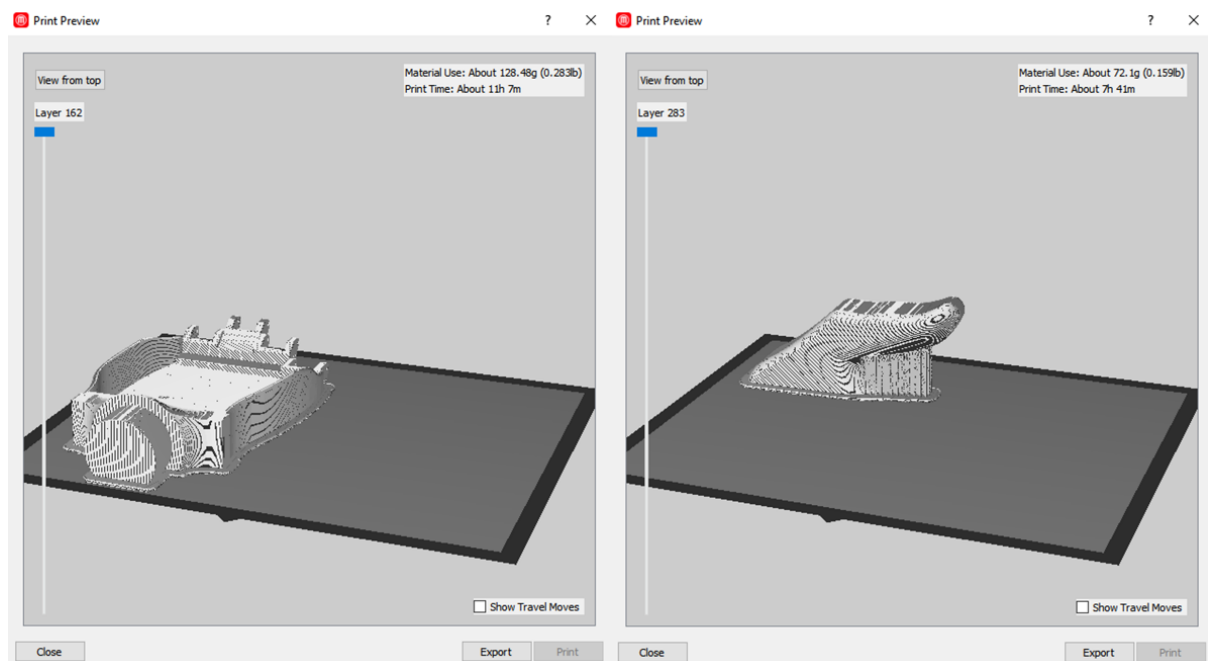 Print Preview
View from top
Material Use: About 128.48g (0.283lb)
Print Time: About 11h 7m
Layer 162
Show Travel Moves
Close
Export
Print
Print Preview
View from top
Material Use: About 72.1g (0.159lb)
Print Time: About 7h 41m
Layer 283
Show Travel Moves
Close
Export
Print